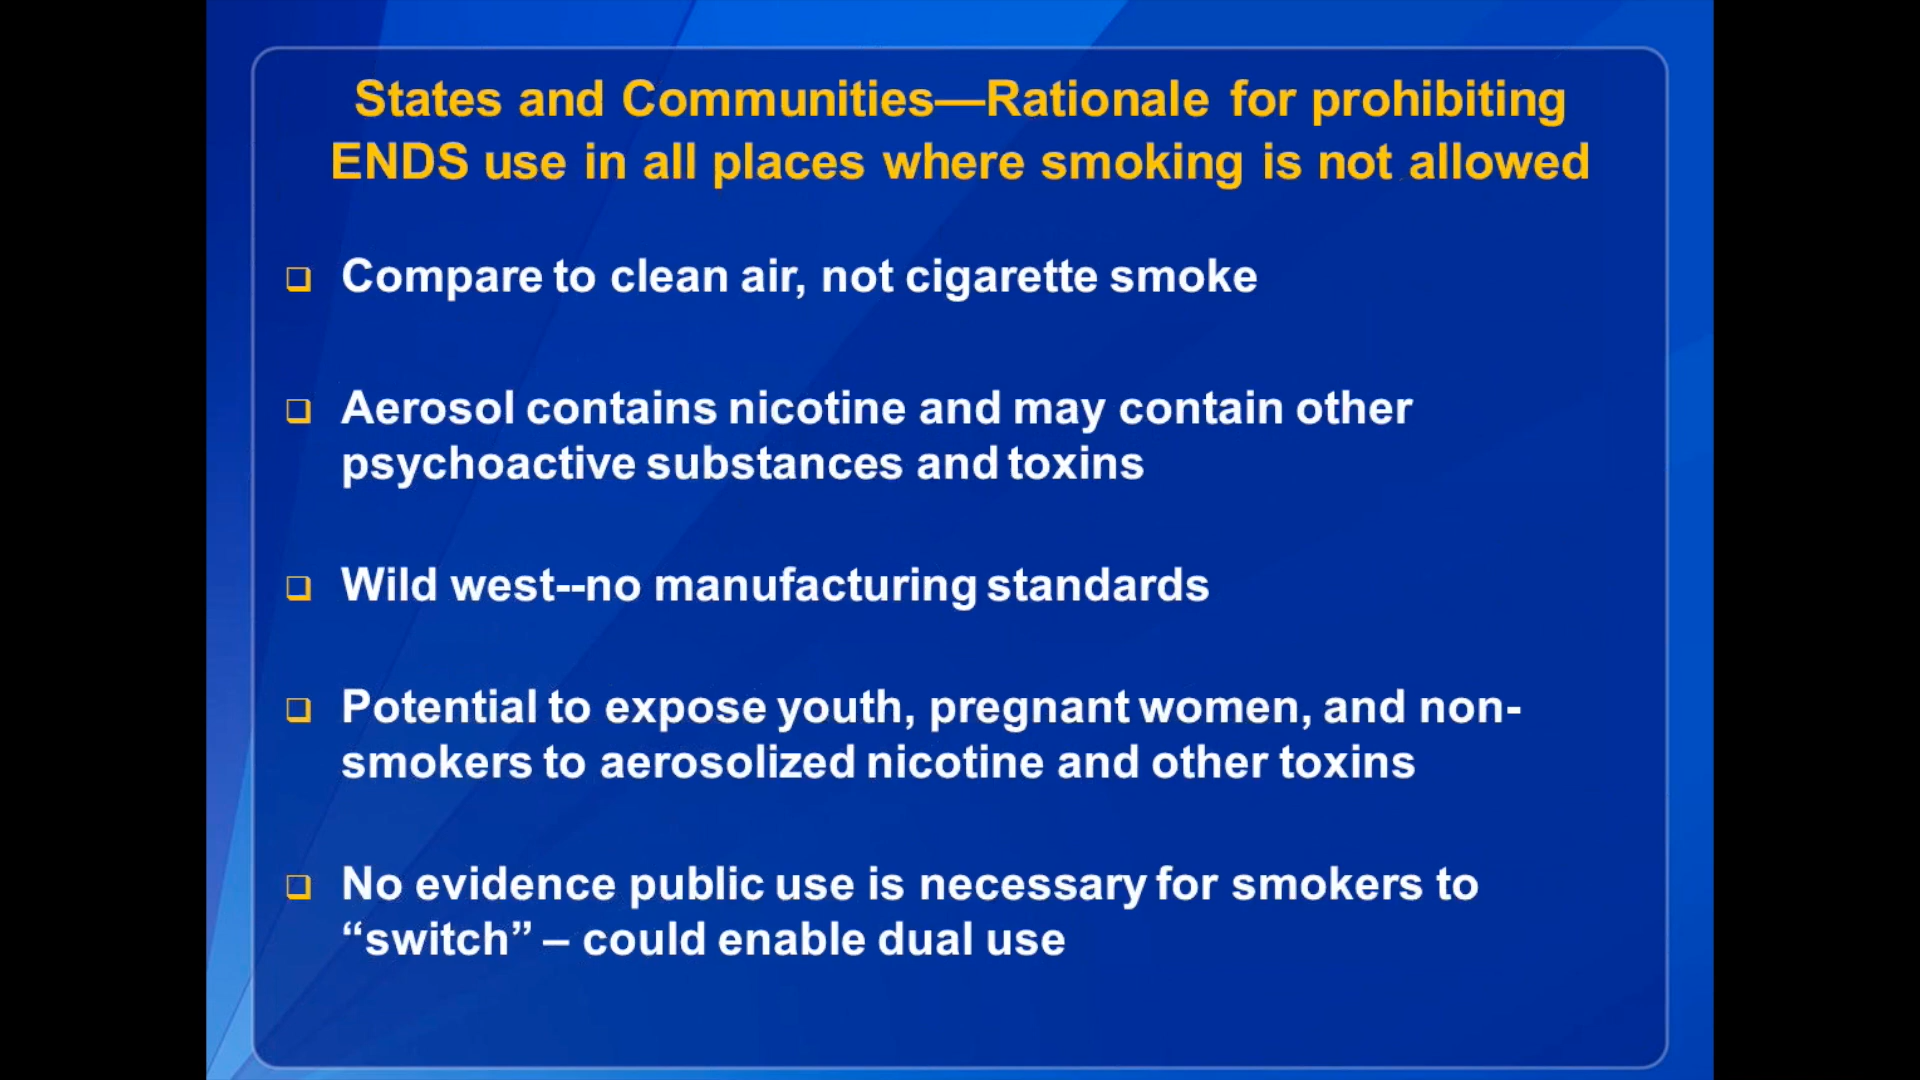 States and Communities—Rationale for prohibiting
ENDS use in all places where smoking is not allowed
❑ Compare to clean air, not cigarette smoke
❑ Aerosol contains nicotine and may contain other
psychoactive substances and toxins
❑ Wild west--no manufacturing standards
❑ Potential to expose youth, pregnant women, and non-
smokers to aerosolized nicotine and other toxins
❑ No evidence public use is necessary for smokers to
“switch” – could enable dual use